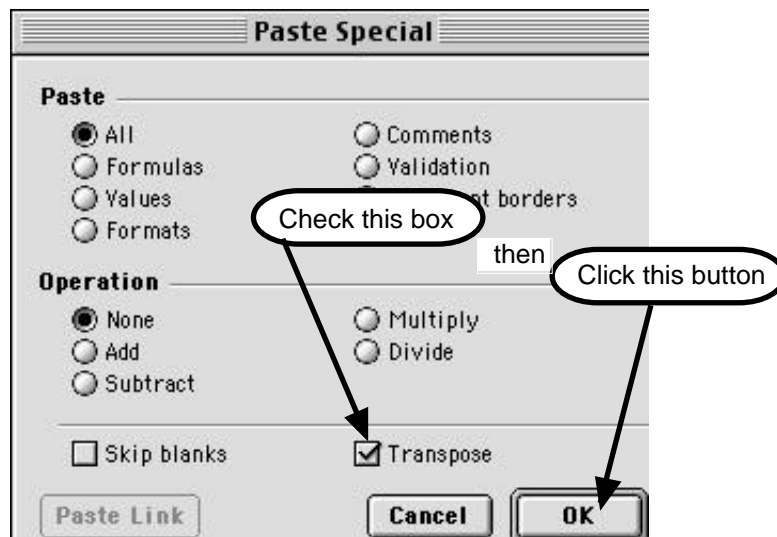 Paste Special
Paste
All
Comments
Formulas
Validation
Values
borders
Formats
Check this box
then
Click this button
Operation
None
Multiply
Add
Divide
Subtract
Skip blanks
Transpose
Paste Link
Cancel
OK